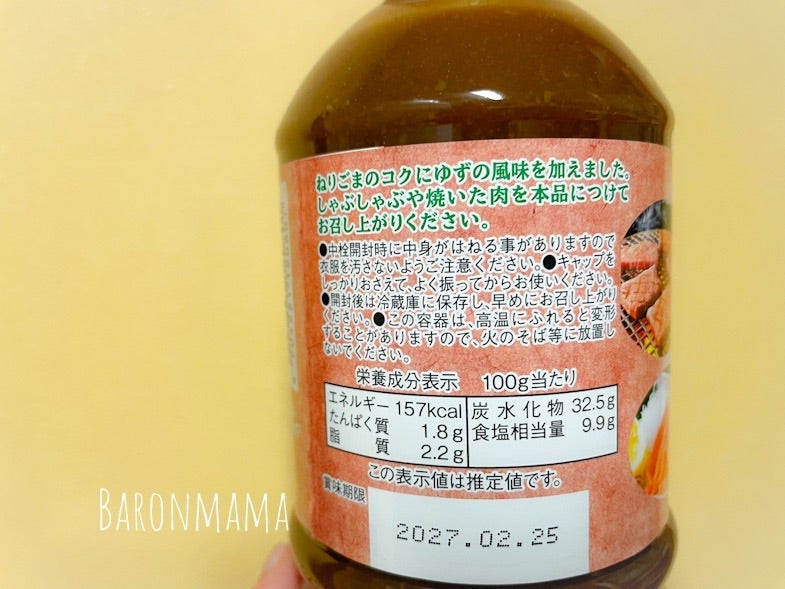 ねりごまのコクにゆずの風味を加えました。
しゃぶしゃぶや焼いた肉を本品につけて
お召し上がりください。
●中栓開封時に中身がはねる事がありますので
衣服を汚さないようご注意ください。●キャップを
しっかりおさえて、よく振ってからお使いください。
●開封後は冷蔵庫に保存し、早めにお召し上がり
ください。●この容器は、高温にふれると変形
することがありますので、火のそば等に放置し
ないでください。
栄養成分表示 100g当たり
エネルギー 157kcal 炭水化物 32.5g
たんぱく質 1.8g 食塩相当量 9.9g
脂質 2.2g
この表示値は推定値です。
賞味期限
2027.02.25
BARONMAMA